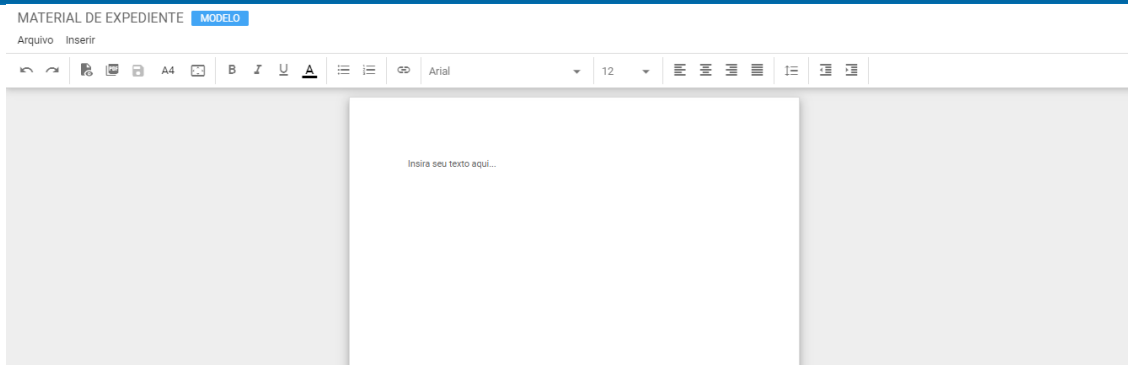 MATERIAL DE EXPEDIENTE MODELO
Arquivo Inserir
A4 B I U A Arial 12
Insira seu texto aqui...